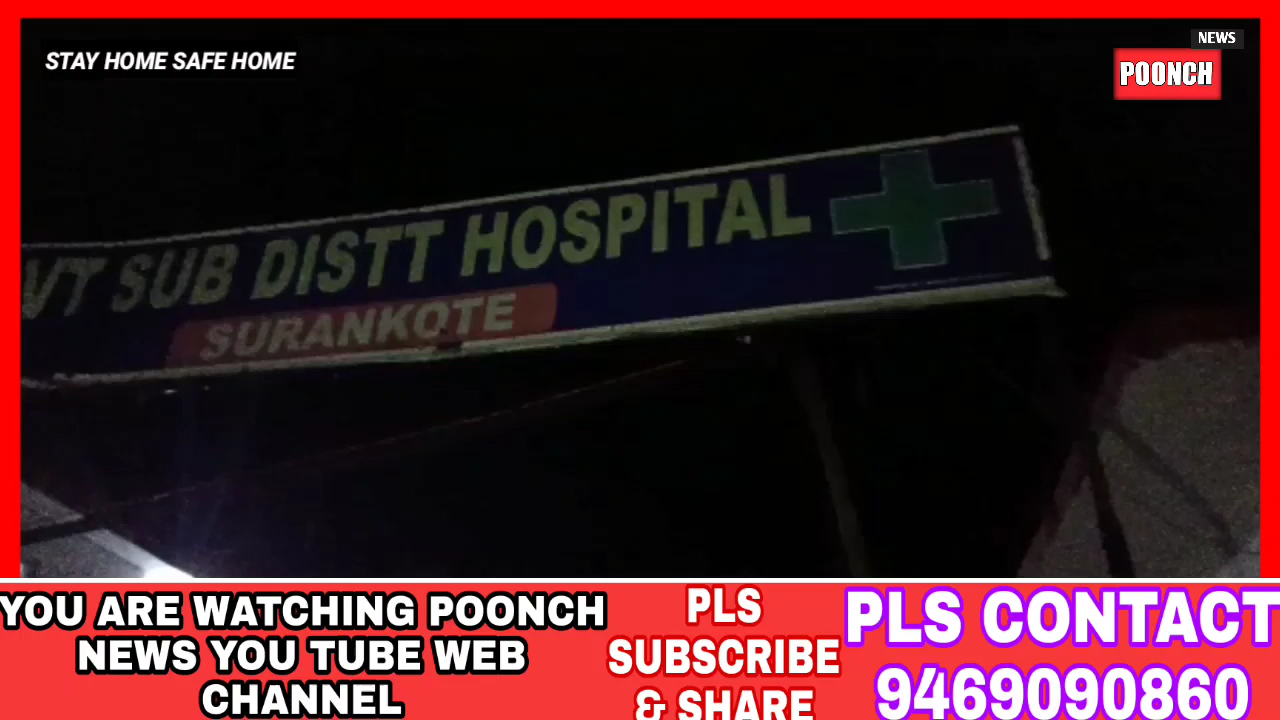 STAY HOME SAFE HOME
NEWS
POONCH
VT SUB DISTT HOSPITAL
SURANKOTE
YOU ARE WATCHING POONCH
NEWS YOU TUBE WEB
CHANNEL
PLS
SUBSCRIBE
& SHARE
PLS CONTACT
9469090860